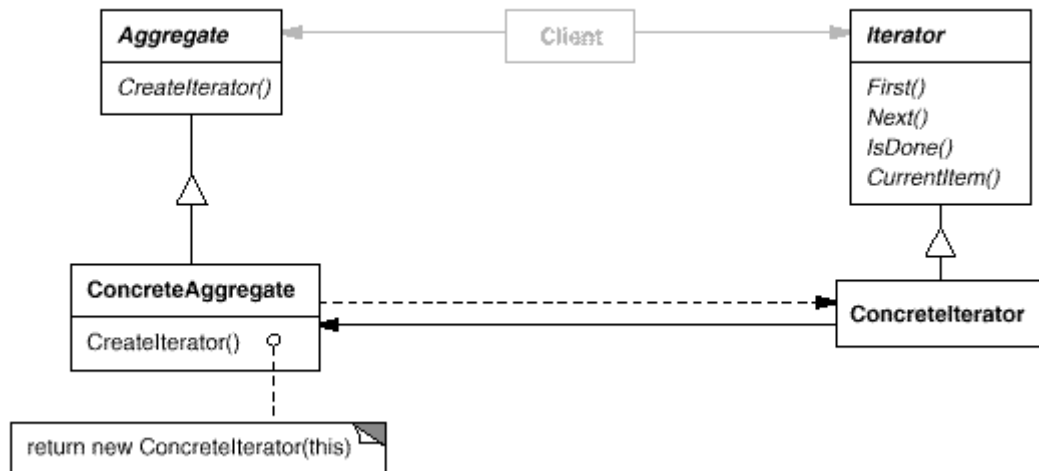 Aggregate
CreateIterator()
Client
Iterator
First()
Next()
IsDone()
CurrentItem()
ConcreteAggregate
CreateIterator()
ConcreteIterator
return new ConcreteIterator(this)